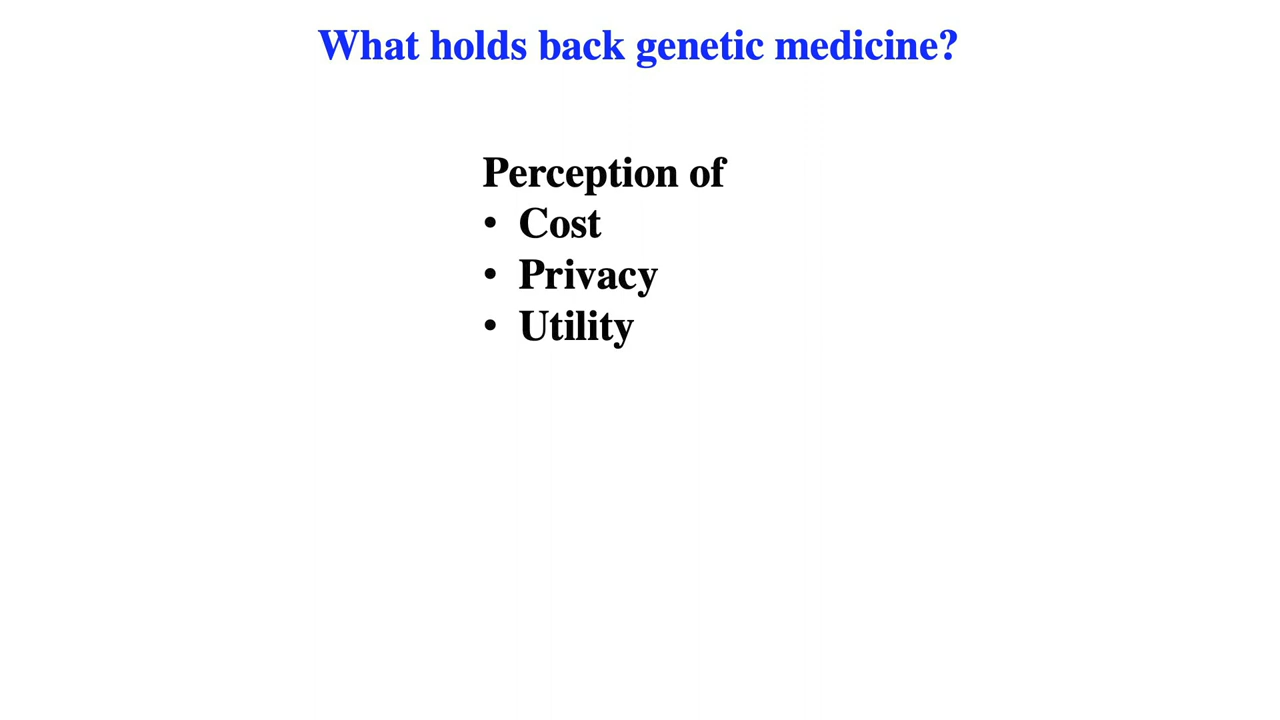 What holds back genetic medicine?
Perception of
• Cost
• Privacy
• Utility